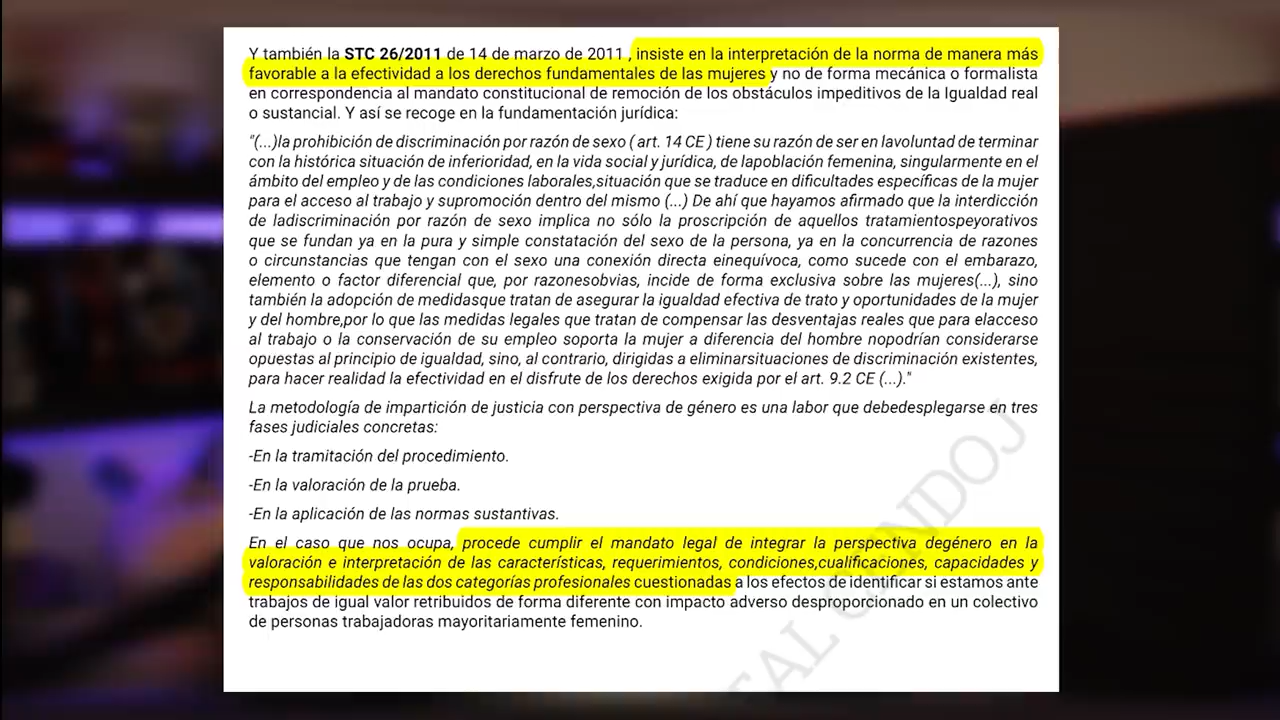 Y también la STC 26/2011 de 14 de marzo de 2011 , insiste en la interpretación de la norma de manera más
favorable a la efectividad a los derechos fundamentales de las mujeres y no de forma mecánica o formalista
en correspondencia al mandato constitucional de remoción de los obstáculos impeditivos de la Igualdad real
o sustancial. Y así se recoge en la fundamentación jurídica:
"(...)la prohibición de discriminación por razón de sexo ( art. 14 CE ) tiene su razón de ser en lavoluntad de terminar
con la histórica situación de inferioridad, en la vida social y jurídica, de lapoblación femenina, singularmente en el
ámbito del empleo y de las condiciones laborales,situación que se traduce en dificultades específicas de la mujer
para el acceso al trabajo y supromoción dentro del mismo (...) De ahí que hayamos afirmado que la interdicción
de ladiscriminación por razón de sexo implica no sólo la proscripción de aquellos tratamientospeyorativos
que se fundan ya en la pura y simple constatación del sexo de la persona, ya en la concurrencia de razones
o circunstancias que tengan con el sexo una conexión directa einequívoca, como sucede con el embarazo,
elemento o factor diferencial que, por razonesobvias, incide de forma exclusiva sobre las mujeres(...), sino
también la adopción de medidasque tratan de asegurar la igualdad efectiva de trato y oportunidades de la mujer
y del hombre,por lo que las medidas legales que tratan de compensar las desventajas reales que para elacceso
al trabajo o la conservación de su empleo soporta la mujer a diferencia del hombre nopodrían considerarse
opuestas al principio de igualdad, sino, al contrario, dirigidas a eliminarsituaciones de discriminación existentes,
para hacer realidad la efectividad en el disfrute de los derechos exigida por el art. 9.2 CE (...)."
La metodología de impartición de justicia con perspectiva de género es una labor que debedesplegarse en tres
fases judiciales concretas:
-En la tramitación del procedimiento.
-En la valoración de la prueba.
-En la aplicación de las normas sustantivas.
En el caso que nos ocupa, procede cumplir el mandato legal de integrar la perspectiva degénero en la
valoración e interpretación de las características, requerimientos, condiciones,cualificaciones, capacidades y
responsabilidades de las dos categorías profesionales cuestionadas a los efectos de identificar si estamos ante
trabajos de igual valor retribuidos de forma diferente con impacto adverso desproporcionado en un colectivo
de personas trabajadoras mayoritariamente femenino.
TAL CENDOJ